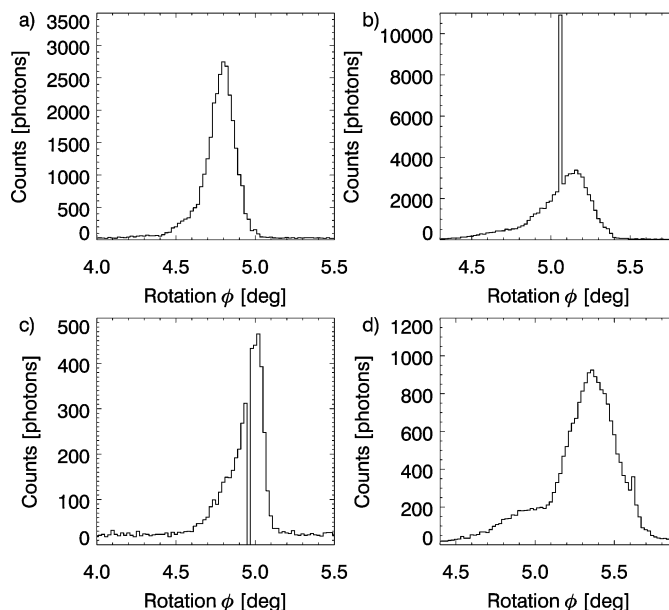 a)
3500
3000
2500
2000
1500
1000
500
0
Counts [photons]
4.0 4.5 5.0 5.5
Rotation ϕ [deg]
b)
10000
8000
6000
4000
2000
0
Counts [photons]
4.5 5.0 5.5
Rotation ϕ [deg]
c)
500
400
300
200
100
0
Counts [photons]
4.0 4.5 5.0 5.5
Rotation ϕ [deg]
d)
1200
1000
800
600
400
200
0
Counts [photons]
4.5 5.0 5.5
Rotation ϕ [deg]